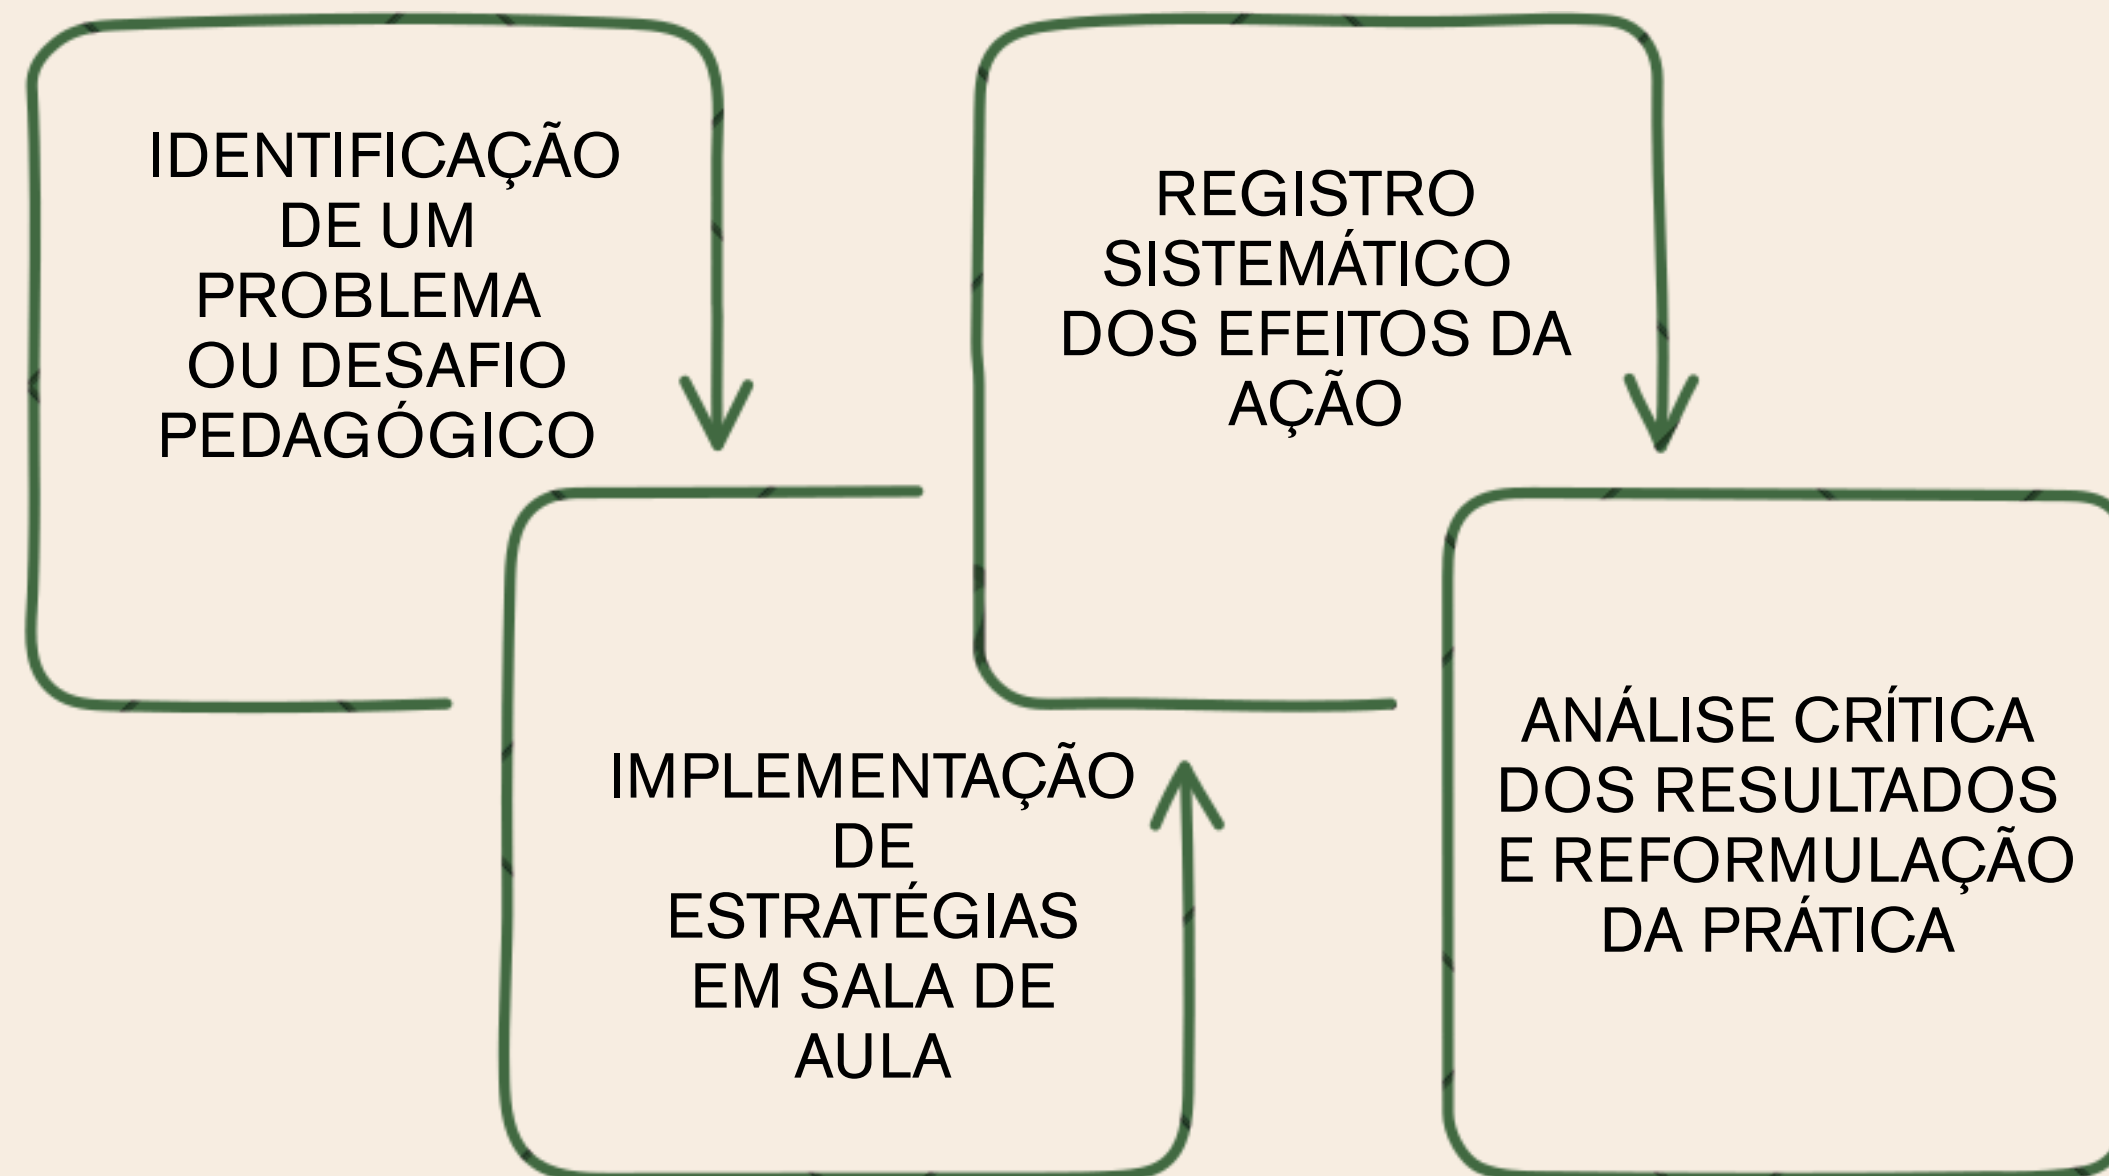 IDENTIFICAÇÃO
DE UM
PROBLEMA
OU DESAFIO
PEDAGÓGICO
IMPLEMENTAÇÃO
DE
ESTRATÉGIAS
EM SALA DE
AULA
REGISTRO
SISTEMÁTICO
DOS EFEITOS DA
AÇÃO
ANÁLISE CRÍTICA
DOS RESULTADOS
E REFORMULAÇÃO
DA PRÁTICA